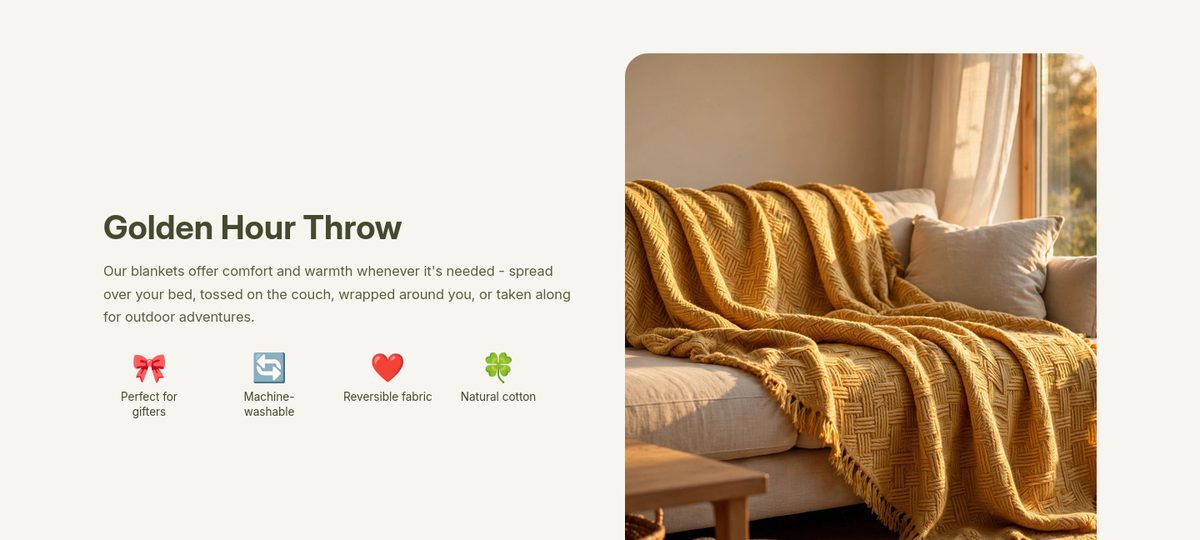 Golden Hour Throw
Our blankets offer comfort and warmth whenever it's needed - spread
over your bed, tossed on the couch, wrapped around you, or taken along
for outdoor adventures.
Perfect for
gifters
Machine-
washable
Reversible fabric
Natural cotton